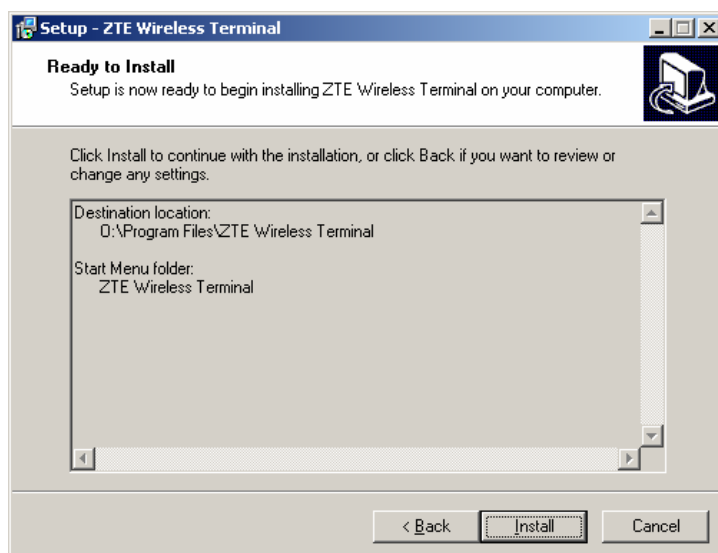 Setup - ZTE Wireless Terminal
Ready to Install
Setup is now ready to begin installing ZTE Wireless Terminal on your computer.
Click Install to continue with the installation, or click Back if you want to review or
change any settings.
Destination location:
O:\Program Files\ZTE Wireless Terminal
Start Menu folder:
ZTE Wireless Terminal
< Back Install Cancel